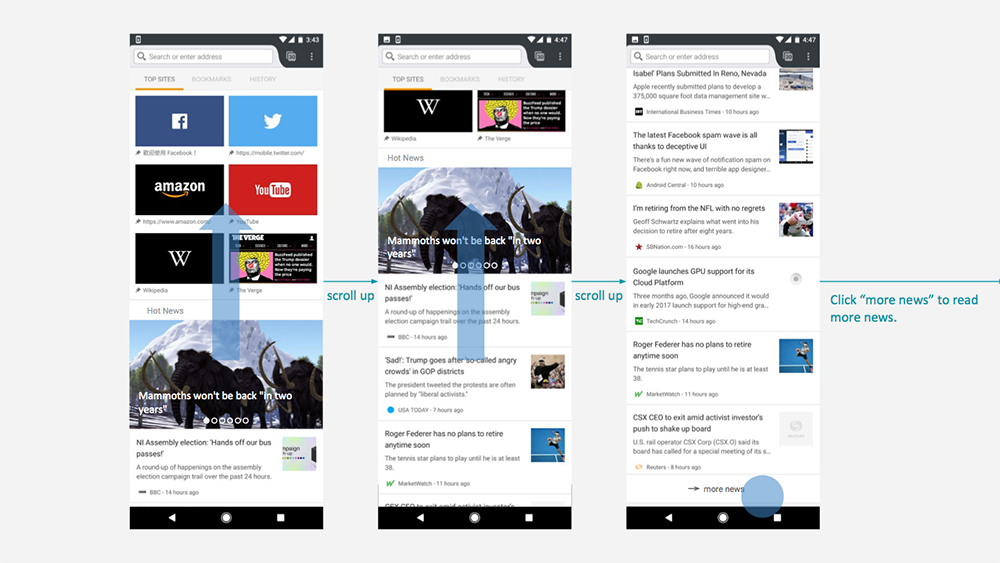 3:43
Search or enter address
TOP SITES BOOKMARKS HISTORY
歡迎使用 Facebook！
https://mobile.twitter.com/
amazon
YouTube
https://www.amazon.com
YouTube
W
THE VERGE
BuzzFeed published the Trump dossier when no one would. Now they're paying the price
Wikipedia
The Verge
Hot News
Mammoths won't be back "In two
years"
NI Assembly election: 'Hands off our bus
passes!'
A round-up of happenings on the assembly
election campaign trail over the past 24 hours.
BBC - 14 hours ago
scroll up
4:47
Search or enter address
TOP SITES BOOKMARKS HISTORY
W
BuzzFeed published
the Trump dossier
when no one would.
Now they're paying
the price
Wikipedia
The Verge
Hot News
Mammoths won't be back "In two
years"
NI Assembly election: 'Hands off our bus
passes!'
A round-up of happenings on the assembly
election campaign trail over the past 24 hours.
BBC - 14 hours ago
'Sad!': Trump goes after 'so-called angry
crowds' in GOP districts
The president tweeted the protests are often
planned by "liberal activists."
USA TODAY - 7 hours ago
Roger Federer has no plans to retire
anytime soon
The tennis star plans to play until he is at least
38.
MarketWatch - 11 hours ago
CSX CEO to exit amid activist investor's
scroll up
4:47
Search or enter address
Isabel' Plans Submitted In Reno, Nevada
Apple recently submitted plans to develop a
375,000 square foot data management site w...
International Business Times - 10 hours ago
The latest Facebook spam wave is all
thanks to deceptive UI
There's a fun new wave of notification spam on
Facebook right now, and terrible app designer...
Android Central - 10 hours ago
I'm retiring from the NFL with no regrets
Geoff Schwartz explains what went into his
decision to retire after eight years.
SBNation.com - 16 hours ago
Google launches GPU support for its
Cloud Platform
Three months ago, Google announced it would
in early 2017 launch support for high-end gra...
TechCrunch - 14 hours ago
Roger Federer has no plans to retire
anytime soon
The tennis star plans to play until he is at least
38.
MarketWatch - 11 hours ago
CSX CEO to exit amid activist investor's
push to shake up board
U.S. rail operator CSX Corp (CSX.O) said its
board has called for a special meeting of its s...
Reuters - 8 hours ago
more news
Click “more news” to read
more news.